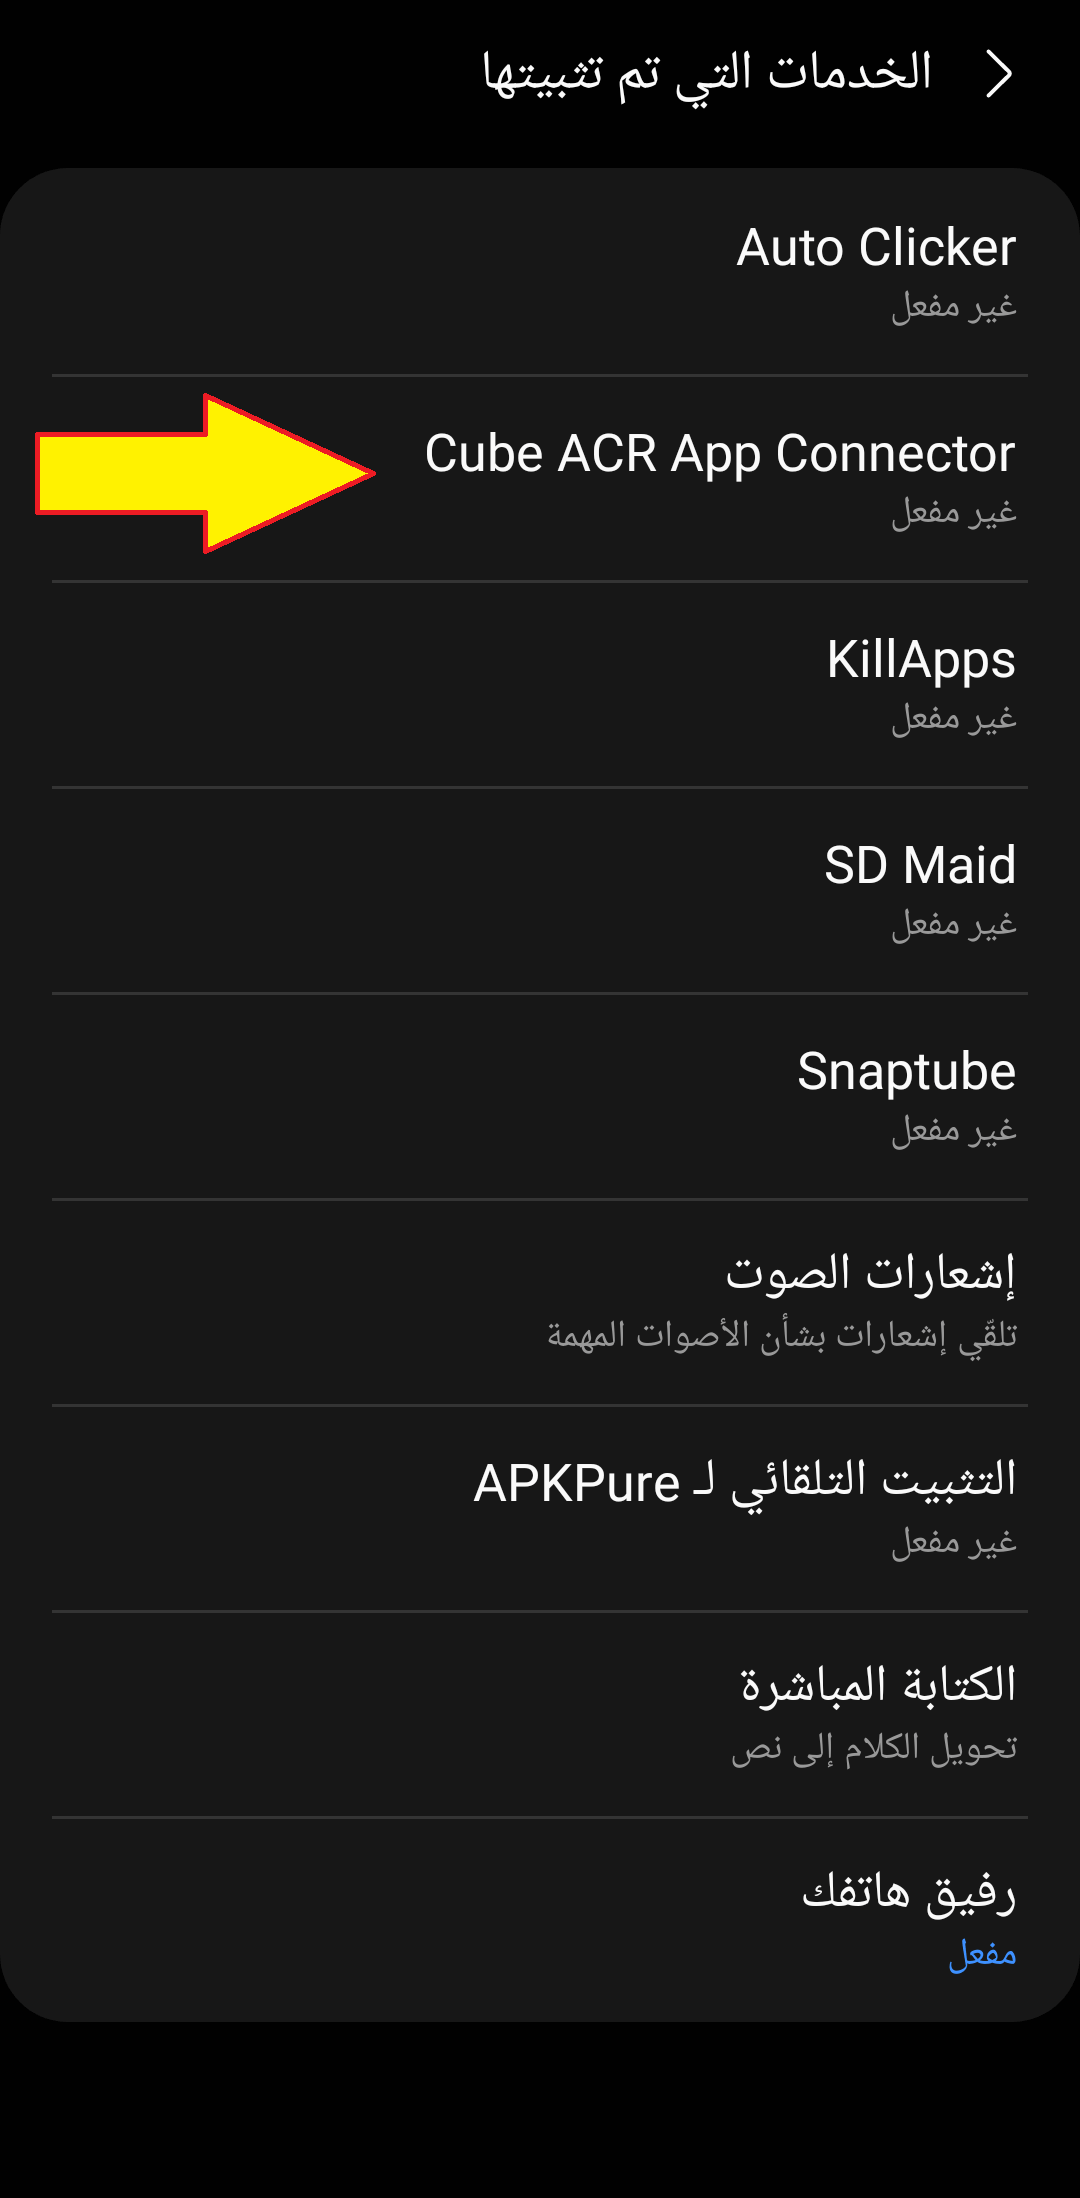 الخدمات التي تم تثبيتها
Auto Clicker
غير مفعل
Cube ACR App Connector
غير مفعل
KillApps
غير مفعل
SD Maid
غير مفعل
Snaptube
غير مفعل
إشعارات الصوت
تلقّي إشعارات بشأن الأصوات المهمة
التثبيت التلقائي لـ APKPure
غير مفعل
الكتابة المباشرة
تحويل الكلام إلى نص
رفيق هاتفك
مفعل